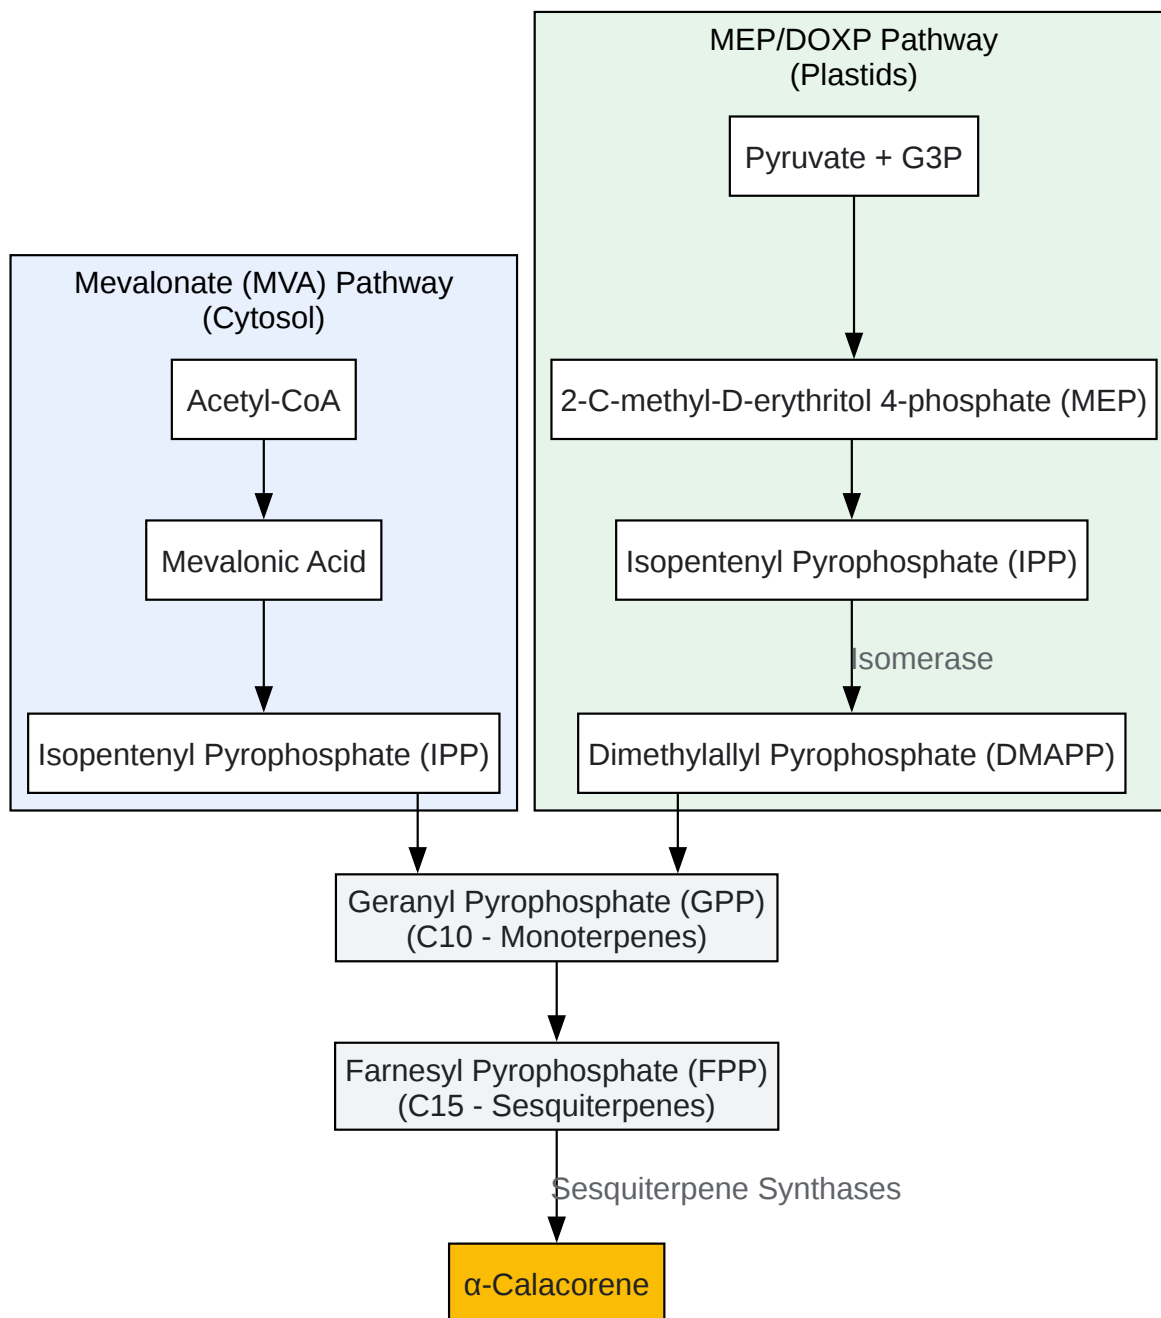 MEP/DOXP Pathway
(Plastids)
Pyruvate + G3P
Mevalonate (MVA) Pathway
(Cytosol)
Acetyl-CoA
2-C-methyl-D-erythritol 4-phosphate (MEP)
Mevalonic Acid
Isopentenyl Pyrophosphate (IPP)
Isomerase
Isopentenyl Pyrophosphate (IPP)
Dimethylallyl Pyrophosphate (DMAPP)
Geranyl Pyrophosphate (GPP)
(C10 - Monoterpenes)
Farnesyl Pyrophosphate (FPP)
(C15 - Sesquiterpenes)
Sesquiterpene Synthases
α-Calacorene